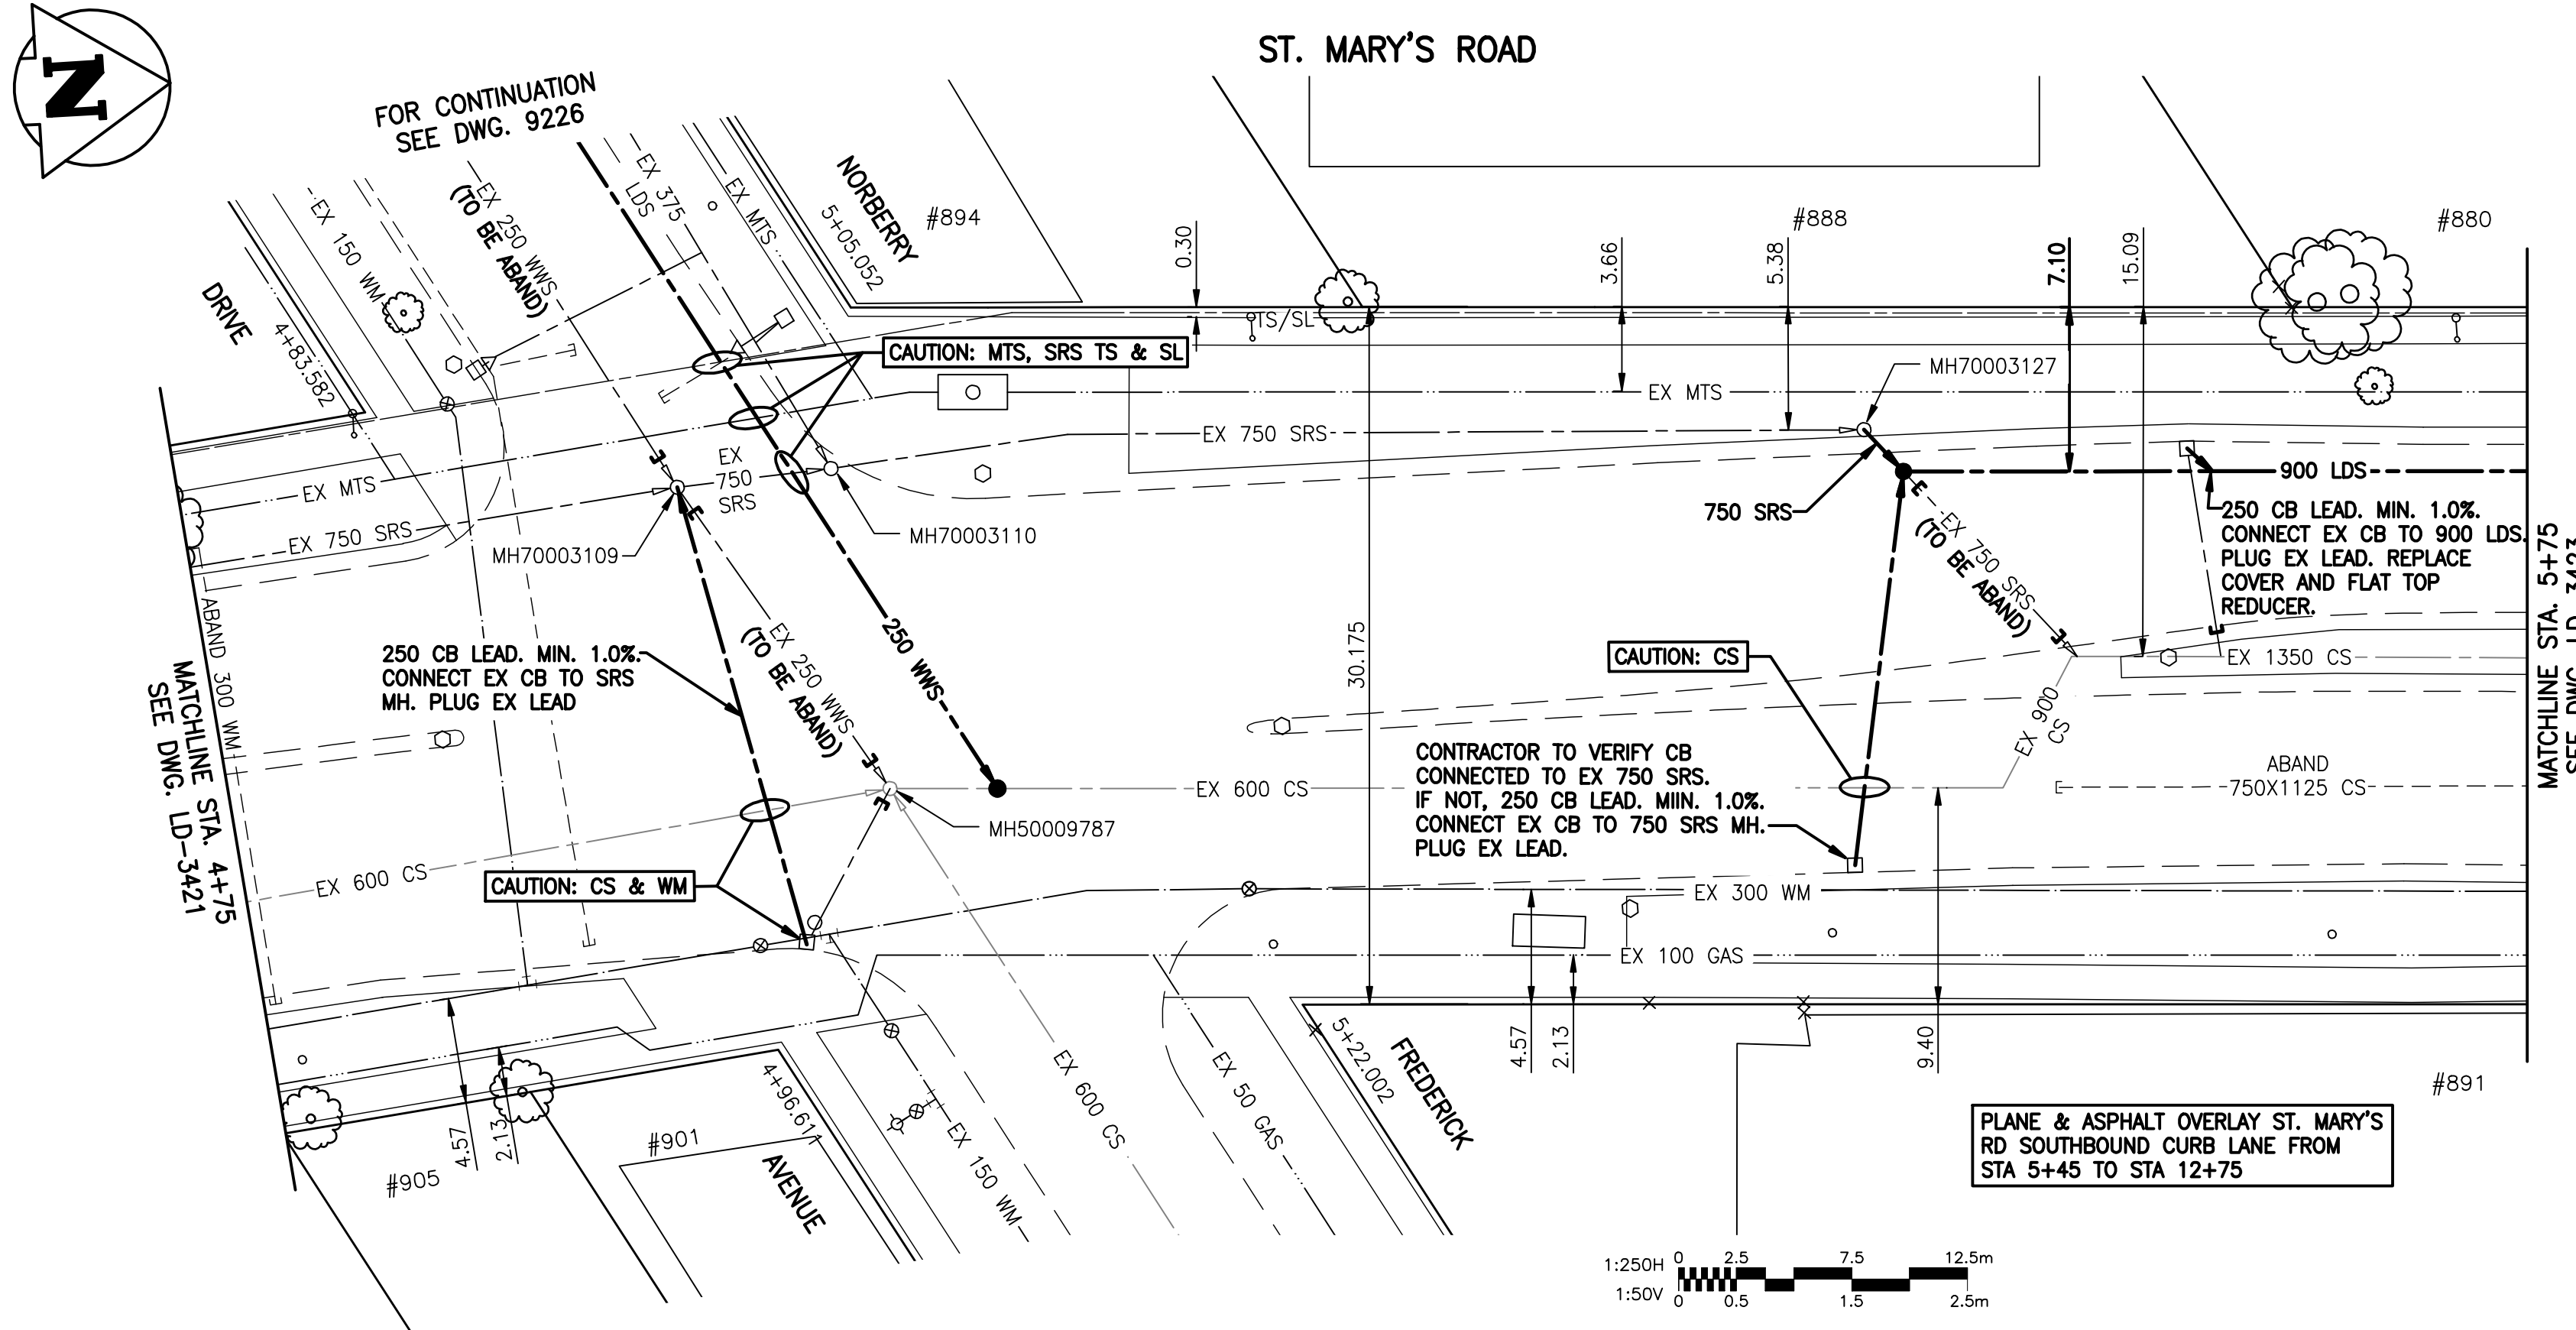 ST. MARY'S ROAD
N
FOR CONTINUATION
SEE DWG. 9226
EX 150 WM
EX 250 WWS
(TO BE ABAND)
EX 375
LDS
EX MTS
NORBERRY
5+05.052
#894
DRIVE
4+83.582
#888
#880
0.30
3.66
5.38
7.10
15.09
TS/SL
CAUTION: MTS, SRS TS & SL
MH70003127
EX MTS
EX 750 SRS
EX MTS
EX 750 SRS
EX
750
SRS
MH70003109
MH70003110
900 LDS
750 SRS
EX 750 SRS
(TO BE ABAND)
250 CB LEAD. MIN. 1.0%.
CONNECT EX CB TO 900 LDS.
PLUG EX LEAD. REPLACE
COVER AND FLAT TOP
REDUCER.
MATCHLINE STA. 5+75
SEE DWG. LD-3423
ABAND 300 WM
MATCHLINE STA. 4+75
SEE DWG. LD-3421
250 CB LEAD. MIN. 1.0%.
CONNECT EX CB TO SRS
MH. PLUG EX LEAD
EX 250 WWS
(TO BE ABAND)
250 WWS
30.175
CAUTION: CS
EX 1350 CS
EX 900
CS
CONTRACTOR TO VERIFY CB
CONNECTED TO EX 750 SRS.
IF NOT, 250 CB LEAD. MIIN. 1.0%.
CONNECT EX CB TO 750 SRS MH.
PLUG EX LEAD.
ABAND
750X1125 CS
EX 600 CS
MH50009787
EX 600 CS
CAUTION: CS & WM
EX 300 WM
EX 100 GAS
4.57
2.13
9.40
4.57
2.13
#905
#901
4+96.611
AVENUE
EX 150 WM
EX 600 CS
EX 50 GAS
5+22.002
FREDERICK
#891
PLANE & ASPHALT OVERLAY ST. MARY'S
RD SOUTHBOUND CURB LANE FROM
STA 5+45 TO STA 12+75
1:250H 0 2.5 7.5 12.5m
1:50V 0 0.5 1.5 2.5m